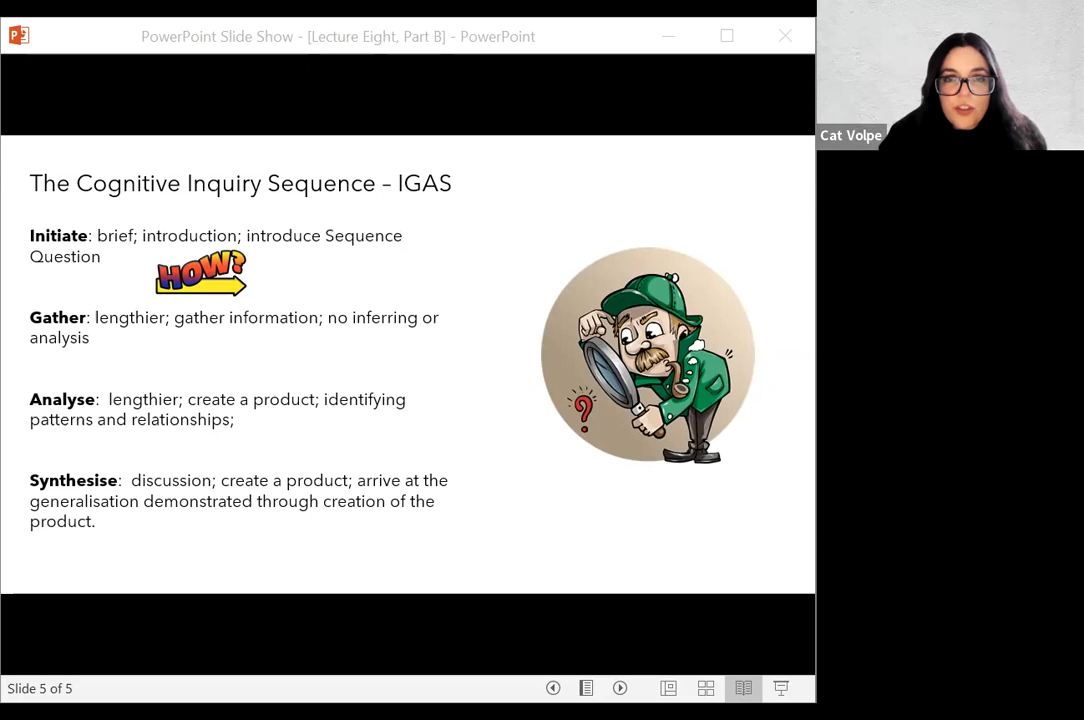 PowerPoint Slide Show - [Lecture Eight, Part B] - PowerPoint
Cat Volpe
The Cognitive Inquiry Sequence – IGAS
Initiate: brief; introduction; introduce Sequence
Question
HOW?
Gather: lengthier; gather information; no inferring or
analysis
Analyse:  lengthier; create a product; identifying
patterns and relationships;
Synthesise:  discussion; create a product; arrive at the
generalisation demonstrated through creation of the
product.
?
Slide 5 of 5